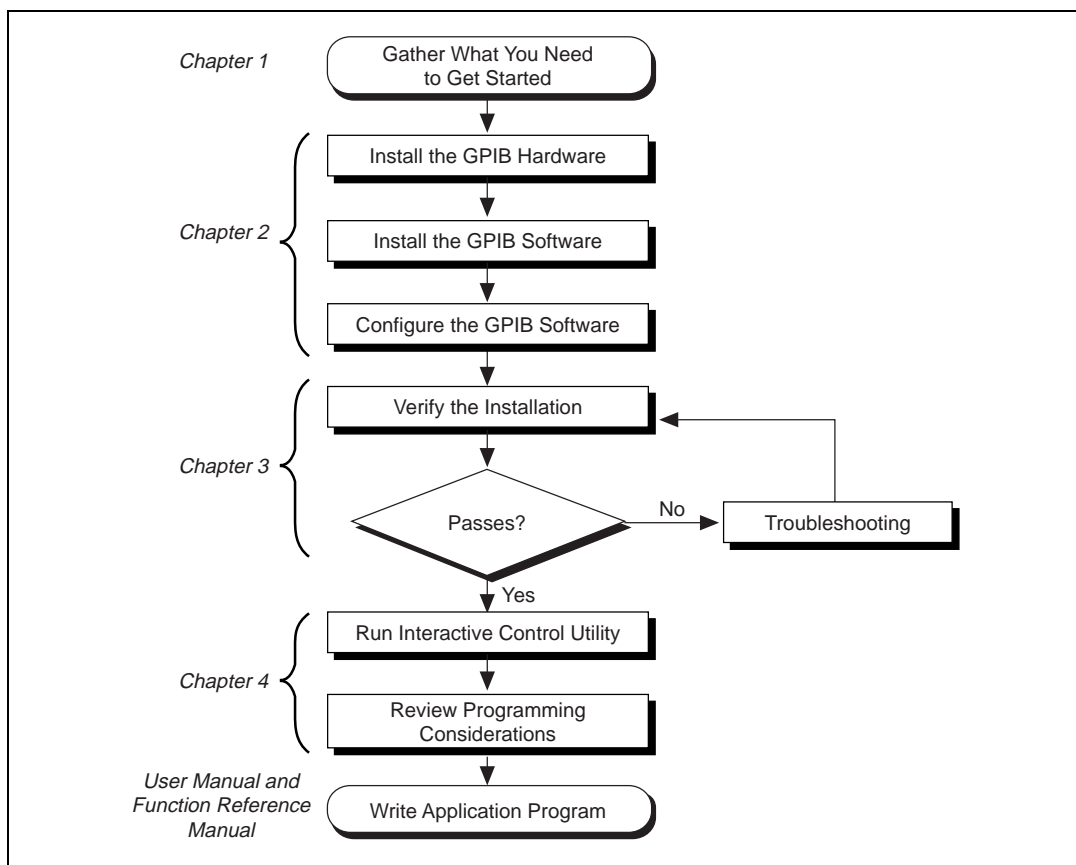 Chapter 1
Gather What You Need
to Get Started
Install the GPIB Hardware
Chapter 2
Install the GPIB Software
Configure the GPIB Software
Verify the Installation
Chapter 3
Passes?
No
Troubleshooting
Yes
Run Interactive Control Utility
Chapter 4
Review Programming
Considerations
User Manual and
Function Reference
Manual
Write Application Program